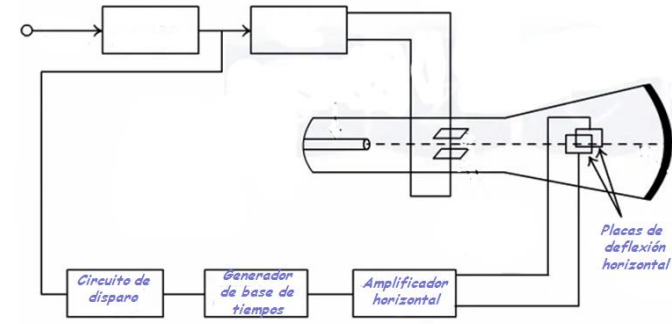 Placas de
deflexión
horizontal
Circuito de
disparo
Generador
de base de
tiempos
Amplificador
horizontal